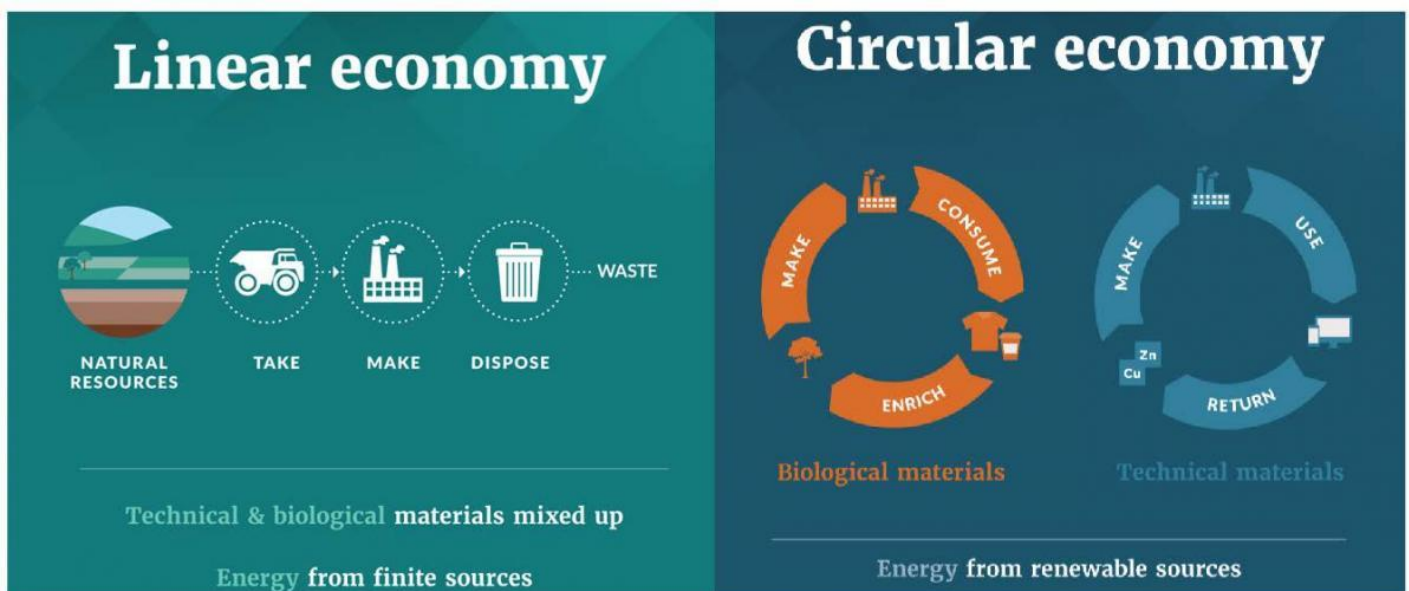 Linear economy
NATURAL
RESOURCES
TAKE
MAKE
DISPOSE
WASTE
Technical & biological materials mixed up
Energy from finite sources
Circular economy
MAKE
CONSUME
ENRICH
Biological materials
MAKE
USE
RETURN
Zn
Cu
Technical materials
Energy from renewable sources